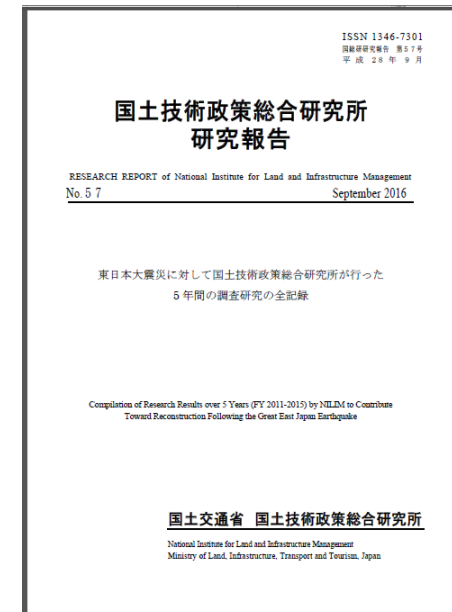 ISSN 1346-7301
国総研研究報告 第57号
平成 28年 9月
国土技術政策総合研究所
研究報告
RESEARCH REPORT of National Institute for Land and Infrastructure Management
No.57 September 2016
東日本大震災に対して国土技術政策総合研究所が行った
5年間の調査研究の全記録
Compilation of Research Results over 5 Years (FY 2011-2015) by NILIM to Contribute
Toward Reconstruction Following the Great East Japan Earthquake
国土交通省 国土技術政策総合研究所
National Institute for Land and Infrastructure Management
Ministry of Land, Infrastructure, Transport and Tourism, Japan